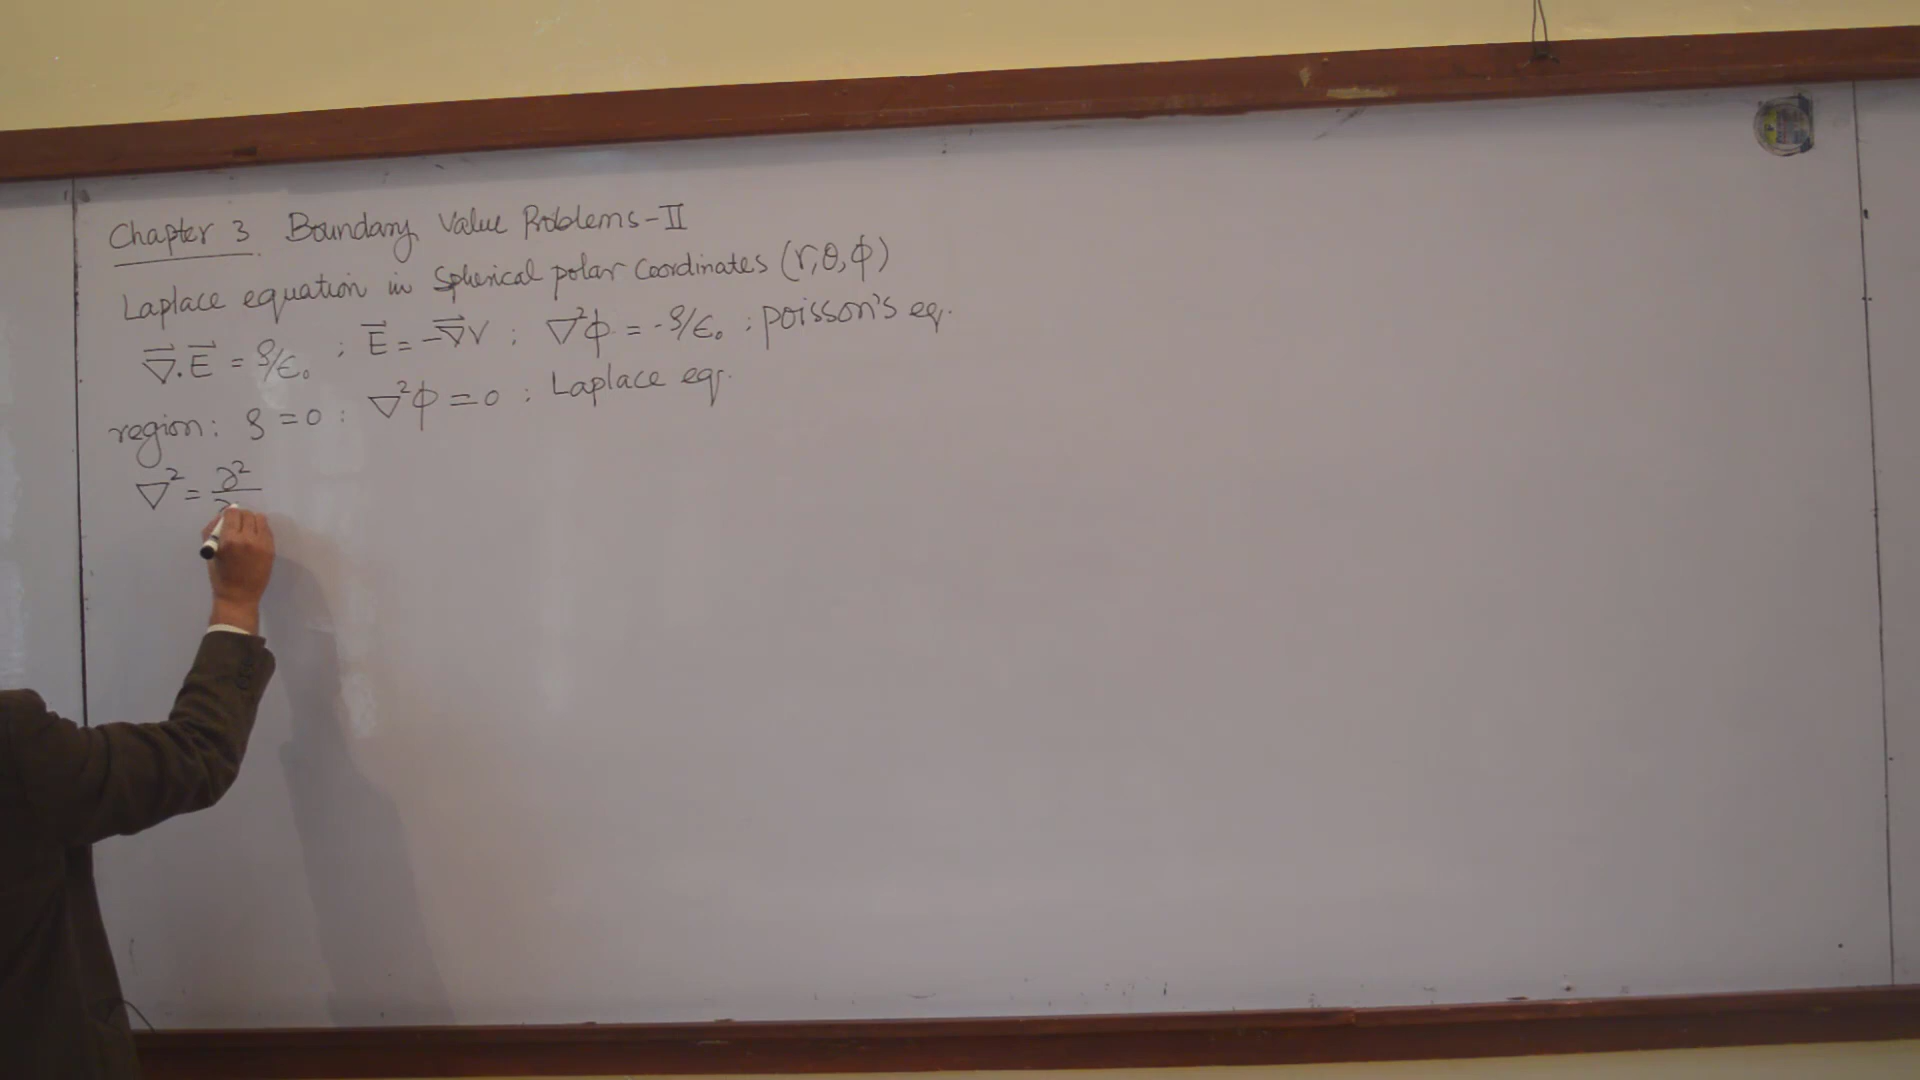 Chapter 3 Boundary Value Problems-II
Laplace equation in Spherical polar Coordinates (r,θ,ϕ)
∇⃗.E⃗ = ρ/ϵ₀ ; E⃗ = -∇⃗V ; ∇²ϕ = -ρ/ϵ₀ ; Poisson's eq.
region: ρ = 0 : ∇²ϕ = 0 ; Laplace eq.
∇² = ∂²/∂